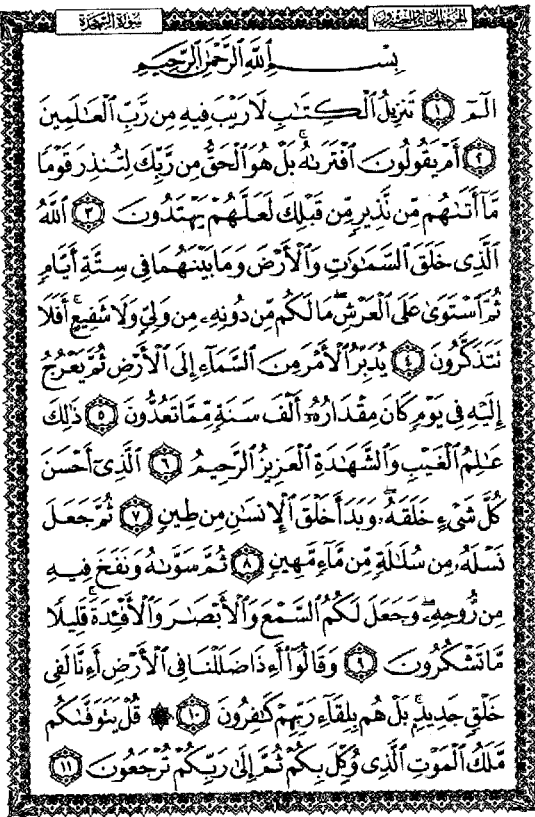 الجزء الحادي والعشرون
سورة السجدة
بِسْمِ ٱللَّهِ ٱلرَّحْمَٰنِ ٱلرَّحِيمِ
الٓمٓ ١ تَنزِيلُ ٱلْكِتَٰبِ لَا رَيْبَ فِيهِ مِن رَّبِّ ٱلْعَٰلَمِينَ
٢ أَمْ يَقُولُونَ ٱفْتَرَىٰهُ ۚ بَلْ هُوَ ٱلْحَقُّ مِن رَّبِّكَ لِتُنذِرَ قَوْمًا
مَّآ أَتَىٰهُم مِّن نَّذِيرٍ مِّن قَبْلِكَ لَعَلَّهُمْ يَهْتَدُونَ ٣ ٱللَّهُ
ٱلَّذِى خَلَقَ ٱلسَّمَٰوَٰتِ وَٱلْأَرْضَ وَمَا بَيْنَهُمَا فِى سِتَّةِ أَيَّامٍ
ثُمَّ ٱسْتَوَىٰ عَلَى ٱلْعَرْشِ ۖ مَا لَكُم مِّن دُونِهِۦ مِن وَلِىٍّ وَلَا شَفِيعٍ ۚ أَفَلَا
تَتَذَكَّرُونَ ٤ يُدَبِّرُ ٱلْأَمْرَ مِنَ ٱلسَّمَآءِ إِلَى ٱلْأَرْضِ ثُمَّ يَعْرُجُ
إِلَيْهِ فِى يَوْمٍ كَانَ مِقْدَارُهُۥٓ أَلْفَ سَنَةٍ مِّمَّا تَعُدُّونَ ٥ ذَٰلِكَ
عَٰلِمُ ٱلْغَيْبِ وَٱلشَّهَٰدَةِ ٱلْعَزِيزُ ٱلرَّحِيمُ ٦ ٱلَّذِىٓ أَحْسَنَ
كُلَّ شَىْءٍ خَلَقَهُۥ ۖ وَبَدَأَ خَلْقَ ٱلْإِنسَٰنِ مِن طِينٍ ٧ ثُمَّ جَعَلَ
نَسْلَهُۥ مِن سُلَٰلَةٍ مِّن مَّآءٍ مَّهِينٍ ٨ ثُمَّ سَوَّىٰهُ وَنَفَخَ فِيهِ
مِن رُّوحِهِۦ ۖ وَجَعَلَ لَكُمُ ٱلسَّمْعَ وَٱلْأَبْصَٰرَ وَٱلْأَفْـِٔدَةَ ۚ قَلِيلًا
مَّا تَشْكُرُونَ ٩ وَقَالُوٓا۟ أَءِذَا ضَلَلْنَا فِى ٱلْأَرْضِ أَءِنَّا لَفِى
خَلْقٍ جَدِيدٍۭ ۚ بَلْ هُم بِلِقَآءِ رَبِّهِمْ كَٰفِرُونَ ١٠ ۞ قُلْ يَتَوَفَّىٰكُم
مَّلَكُ ٱلْمَوْتِ ٱلَّذِى وُكِّلَ بِكُمْ ثُمَّ إِلَىٰ رَبِّكُمْ تُرْجَعُونَ ١١